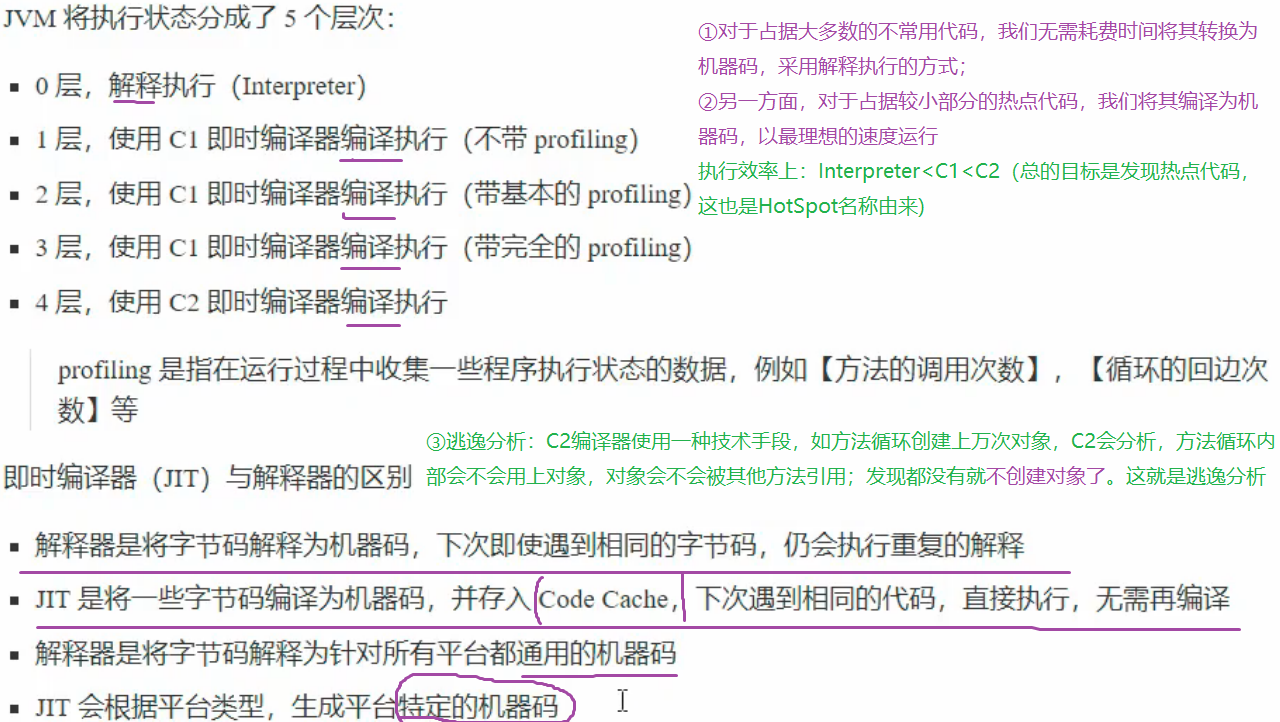 JVM 将执行状态分成了 5 个层次：
①对于占据大多数的不常用代码，我们无需耗费时间将其转换为
机器码，采用解释执行的方式；
②另一方面，对于占据较小部分的热点代码，我们将其编译为机
器码，以最理想的速度运行
执行效率上：Interpreter<C1<C2（总的目标是发现热点代码，
这也是HotSpot名称由来)
▪ 0 层，解释执行（Interpreter）
▪ 1 层，使用 C1 即时编译器编译执行（不带 profiling）
▪ 2 层，使用 C1 即时编译器编译执行（带基本的 profiling）
▪ 3 层，使用 C1 即时编译器编译执行（带完全的 profiling）
▪ 4 层，使用 C2 即时编译器编译执行
profiling 是指在运行过程中收集一些程序执行状态的数据，例如【方法的调用次数】，【循环的回边次
数】等
③逃逸分析：C2编译器使用一种技术手段，如方法循环创建上万次对象，C2会分析，方法循环内
部会不会用上对象，对象会不会被其他方法引用；发现都没有就不创建对象了。这就是逃逸分析
即时编译器（JIT）与解释器的区别
▪ 解释器是将字节码解释为机器码，下次即使遇到相同的字节码，仍会执行重复的解释
▪ JIT 是将一些字节码编译为机器码，并存入 Code Cache，下次遇到相同的代码，直接执行，无需再编译
▪ 解释器是将字节码解释为针对所有平台都通用的机器码
▪ JIT 会根据平台类型，生成平台特定的机器码